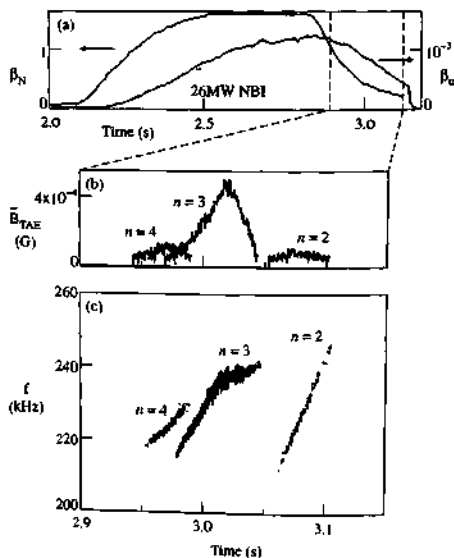 (a)
1
β_N
0
26MW NBI
10⁻³
β_α
0
2.0 2.5 3.0
Time (s)
(b)
4x10⁻⁴
B̃_TAE
(G)
0
n = 4
n = 3
n = 2
(c)
260
240
f
(kHz)
220
200
n = 4
n = 3
n = 2
2.9 3.0 3.1
Time (s)